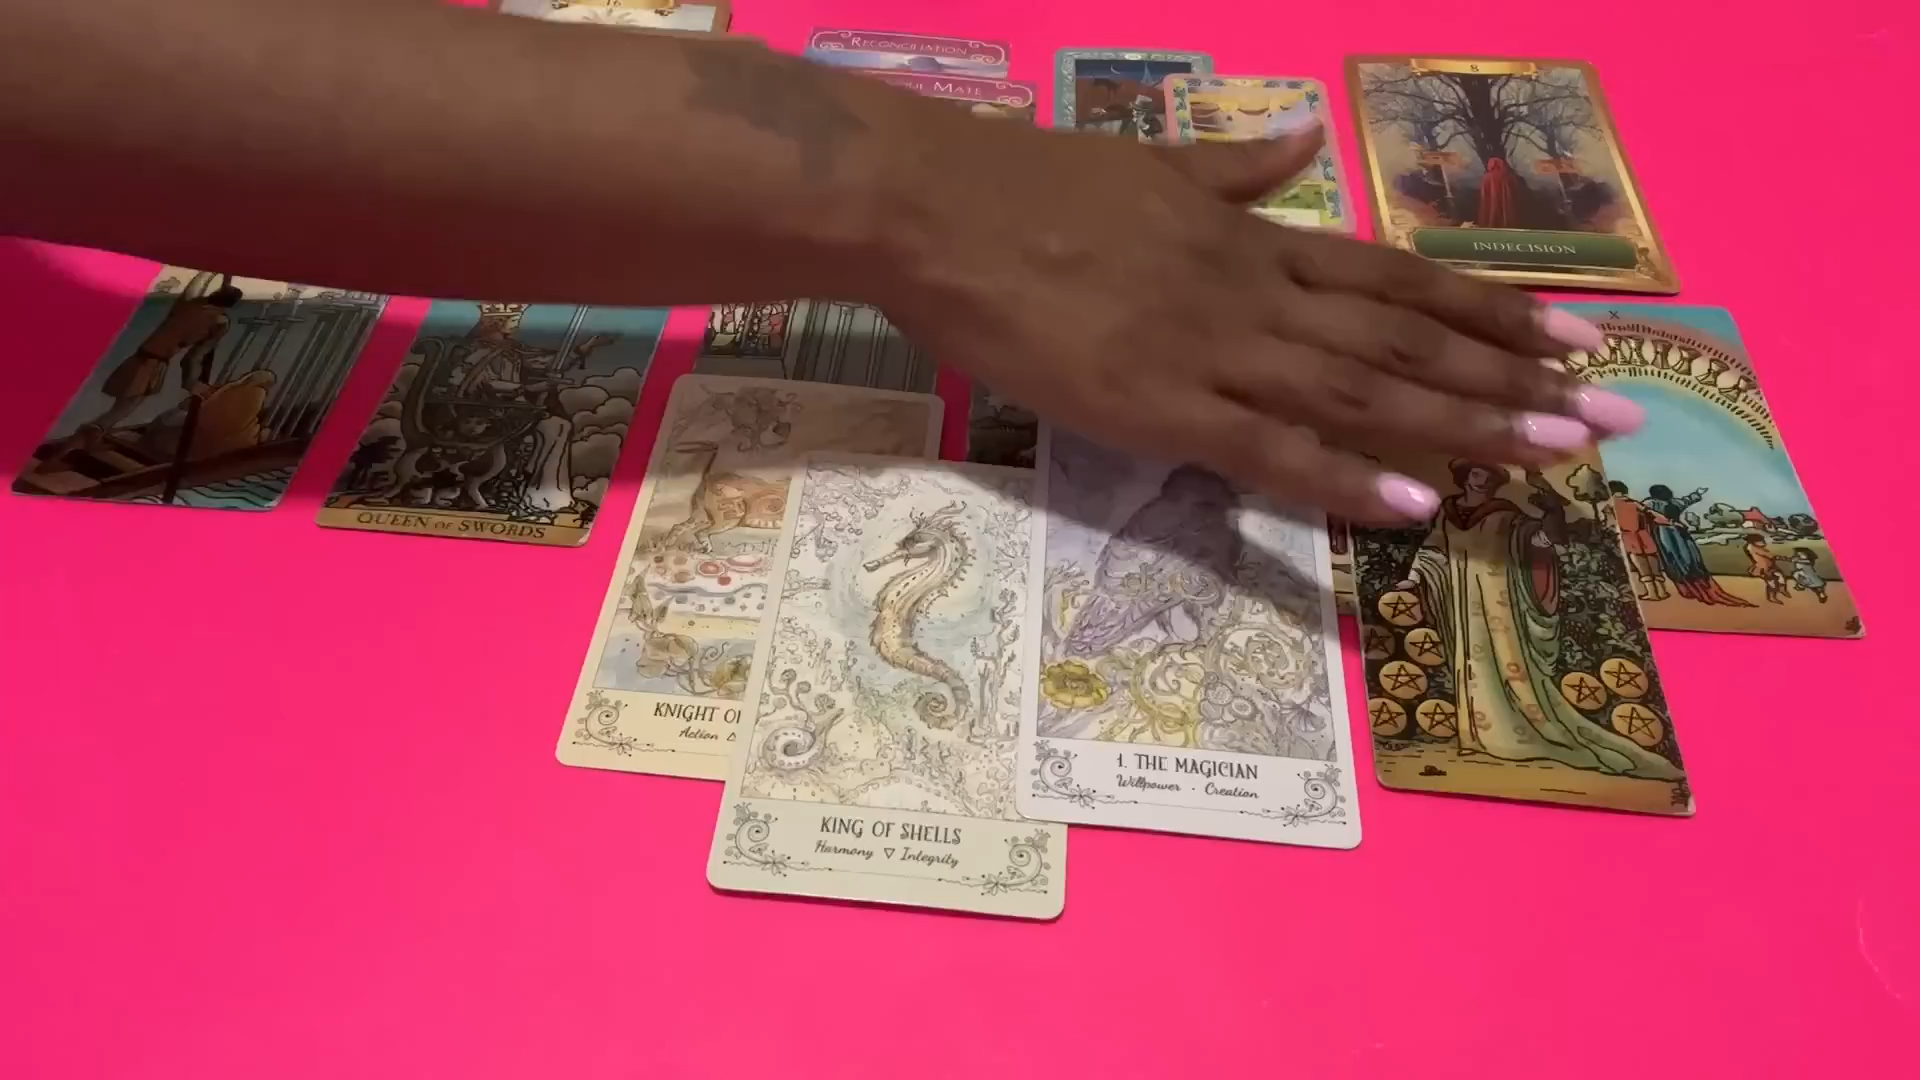 16
RECONCILIATION
MATE
8
INDECISION
X
QUEEN OF SWORDS
KNIGHT
Action
1. THE MAGICIAN
Willpower · Creation
KING OF SHELLS
Harmony ▽ Integrity